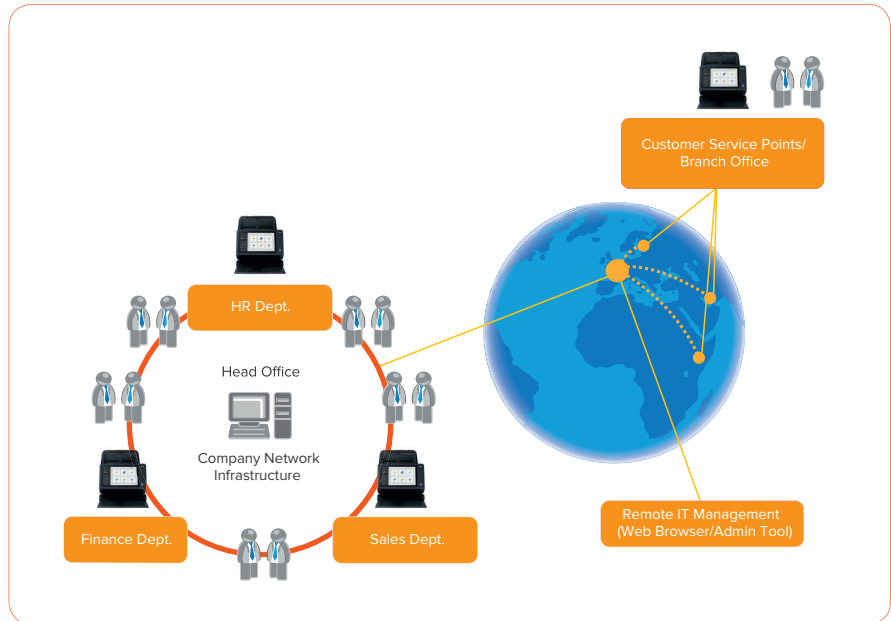 Customer Service Points/
Branch Office
HR Dept.
Head Office
Company Network
Infrastructure
Finance Dept.
Sales Dept.
Remote IT Management
(Web Browser/Admin Tool)